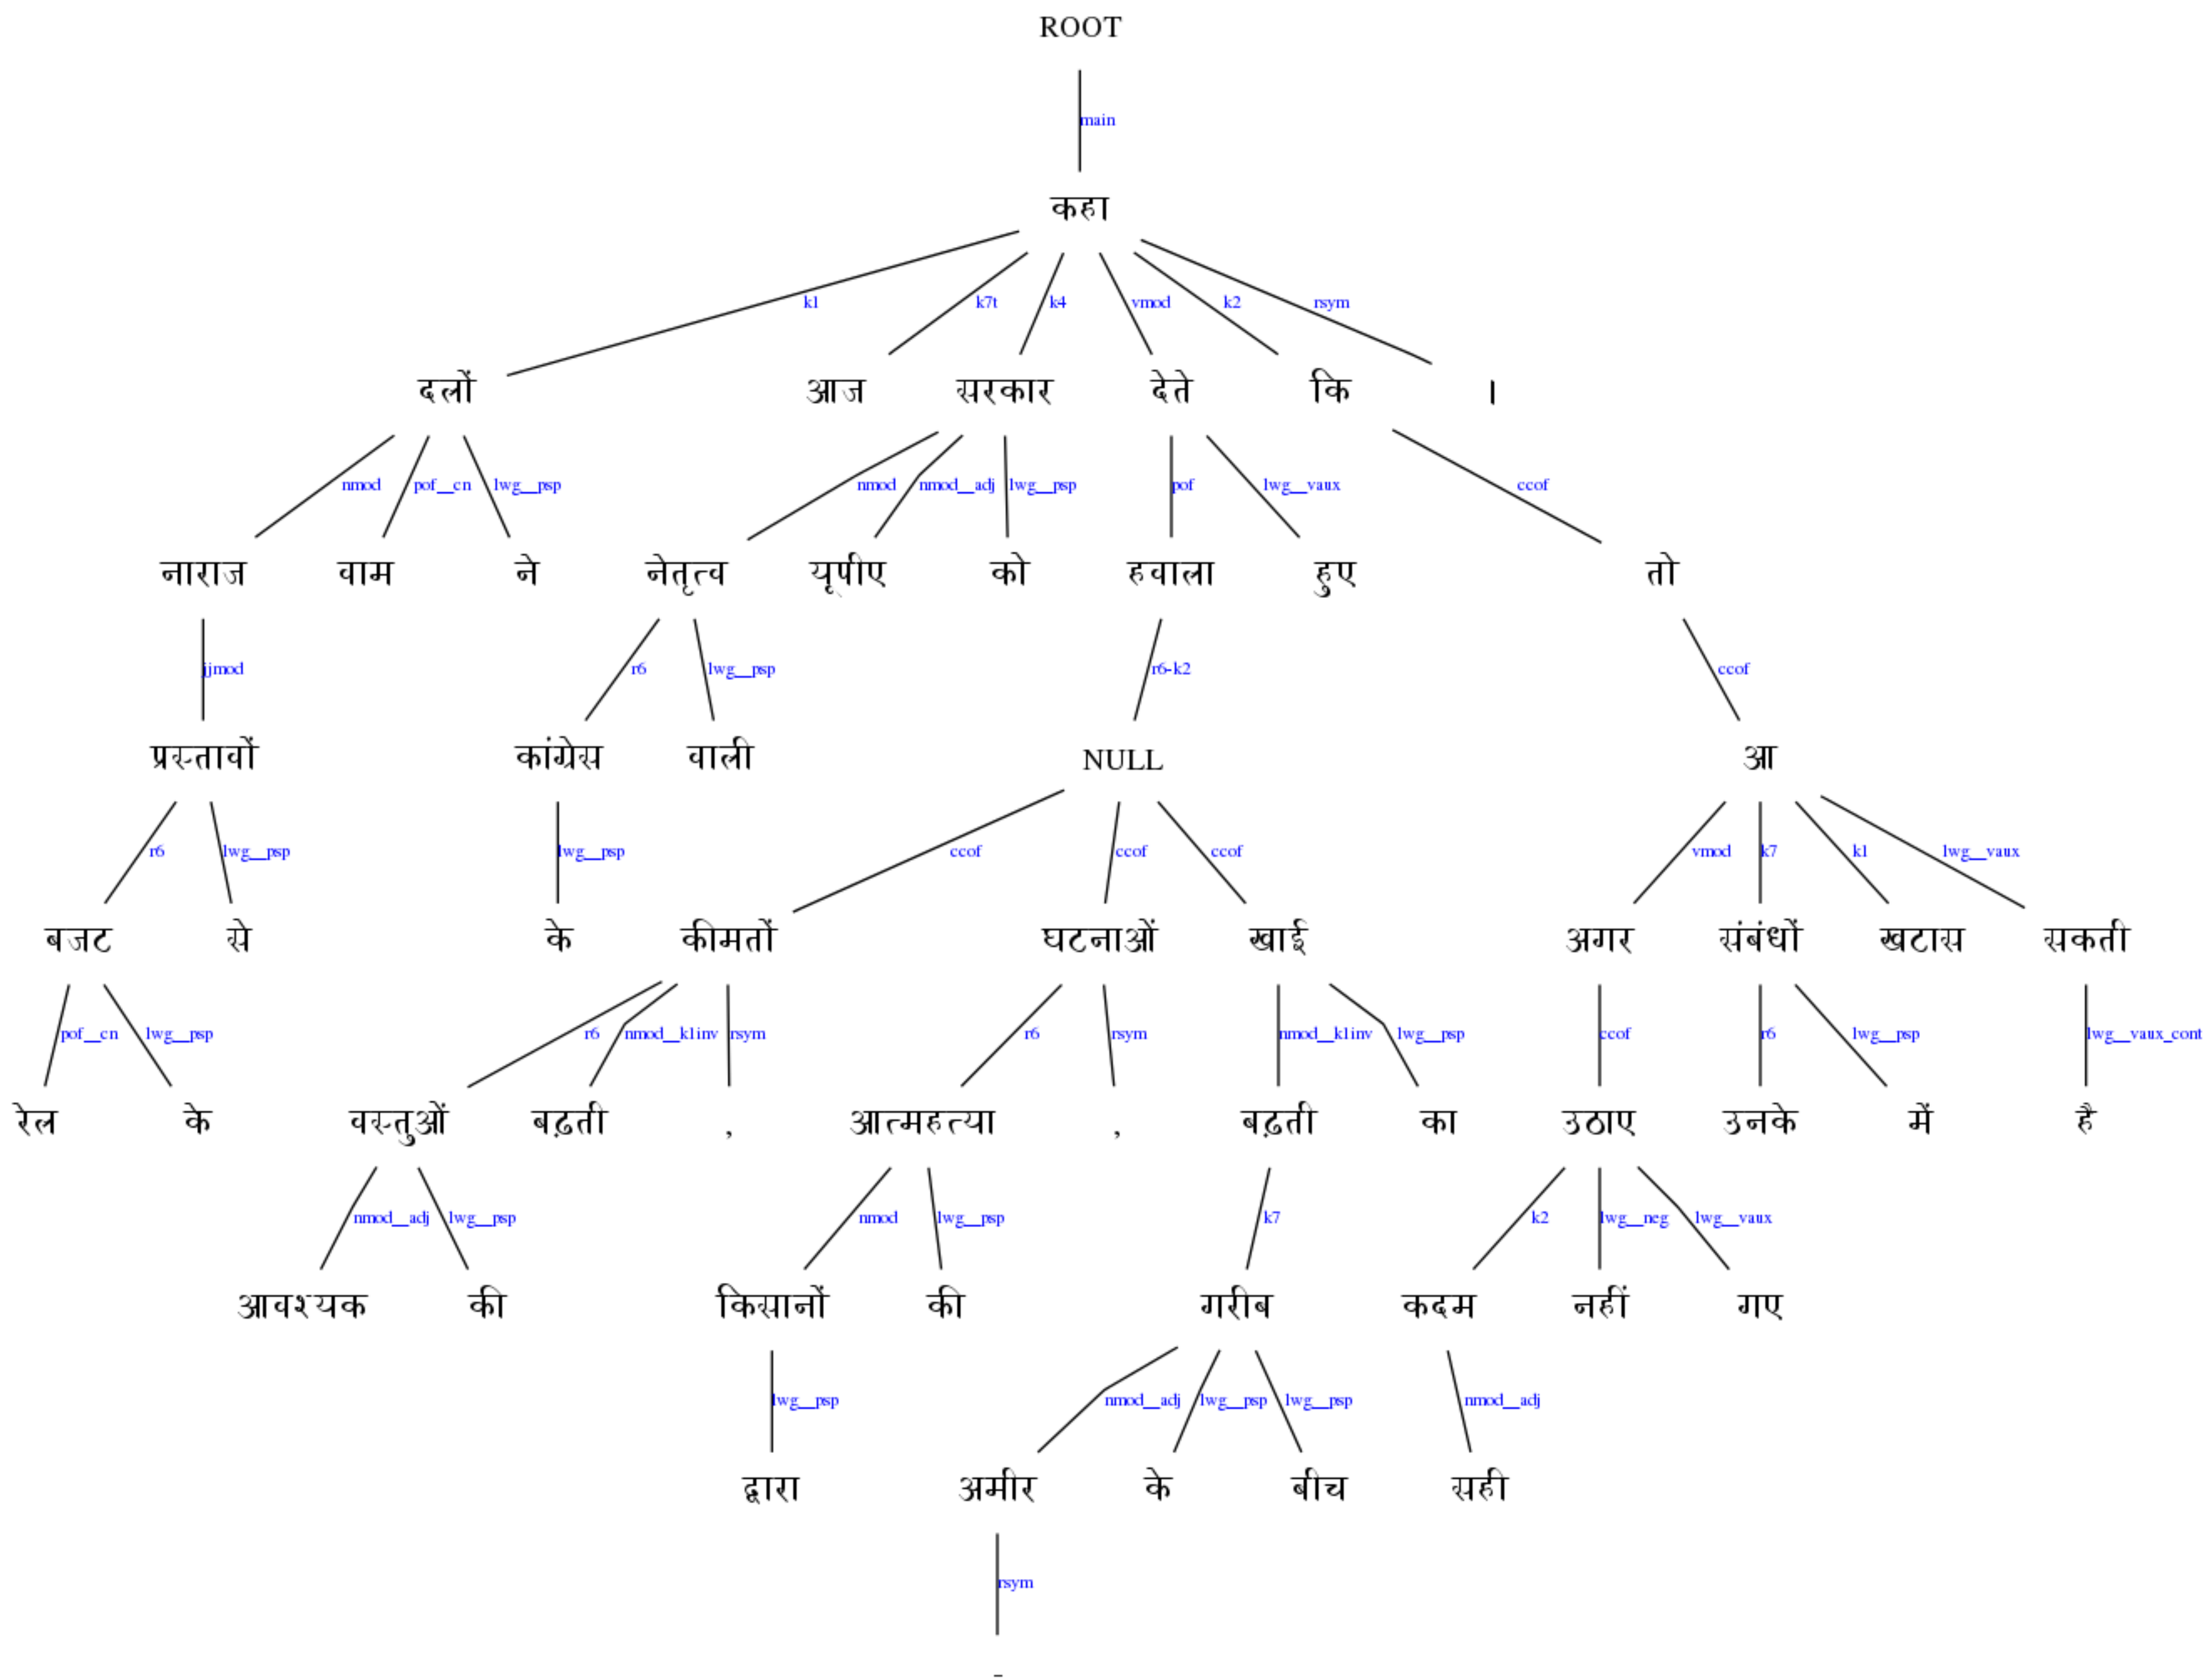 ROOT
main
कहा
k1 k7t k4 vmod k2 rsym
दलों आज सरकार देते कि ।
nmod pof__cn lwg__psp nmod nmod__adj lwg__psp pof lwg__vaux ccof
नाराज वाम ने नेतृत्व यूपीए को हवाला हुए तो
jjmod r6 lwg__psp r6-k2 ccof
प्रस्तावों कांग्रेस वाली NULL आ
r6 lwg__psp lwg__psp ccof ccof ccof vmod k7 k1 lwg__vaux
बजट से के कीमतों घटनाओं खाई अगर संबंधों खटास सकती
pof__cn lwg__psp r6 nmod__k1inv rsym r6 rsym nmod__k1inv lwg__psp ccof r6 lwg__psp lwg__vaux_cont
रेल के वस्तुओं बढ़ती , आत्महत्या , बढ़ती का उठाए उनके में है
nmod__adj lwg__psp nmod lwg__psp k7 k2 lwg__neg lwg__vaux
आवश्यक की किसानों की गरीब कदम नहीं गए
lwg__psp nmod__adj lwg__psp lwg__psp nmod__adj
द्वारा अमीर के बीच सही
rsym
-